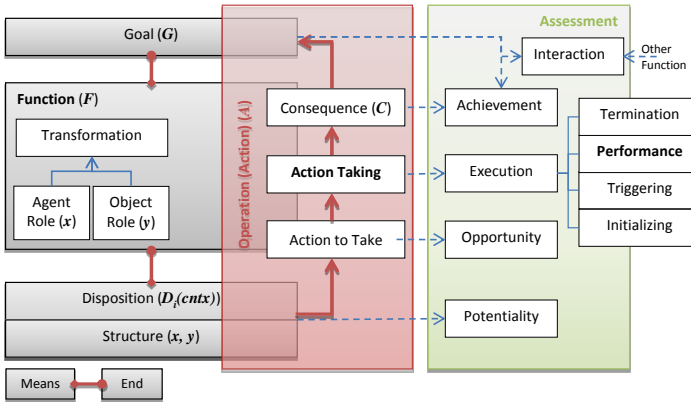 Goal (G)
Function (F)
Transformation
Agent
Role (x)
Object
Role (y)
Disposition (Di(cntx))
Structure (x, y)
Means
End
Operation (Action) (A)
Consequence (C)
Action Taking
Action to Take
Assessment
Interaction
Other
Function
Achievement
Execution
Opportunity
Potentiality
Termination
Performance
Triggering
Initializing